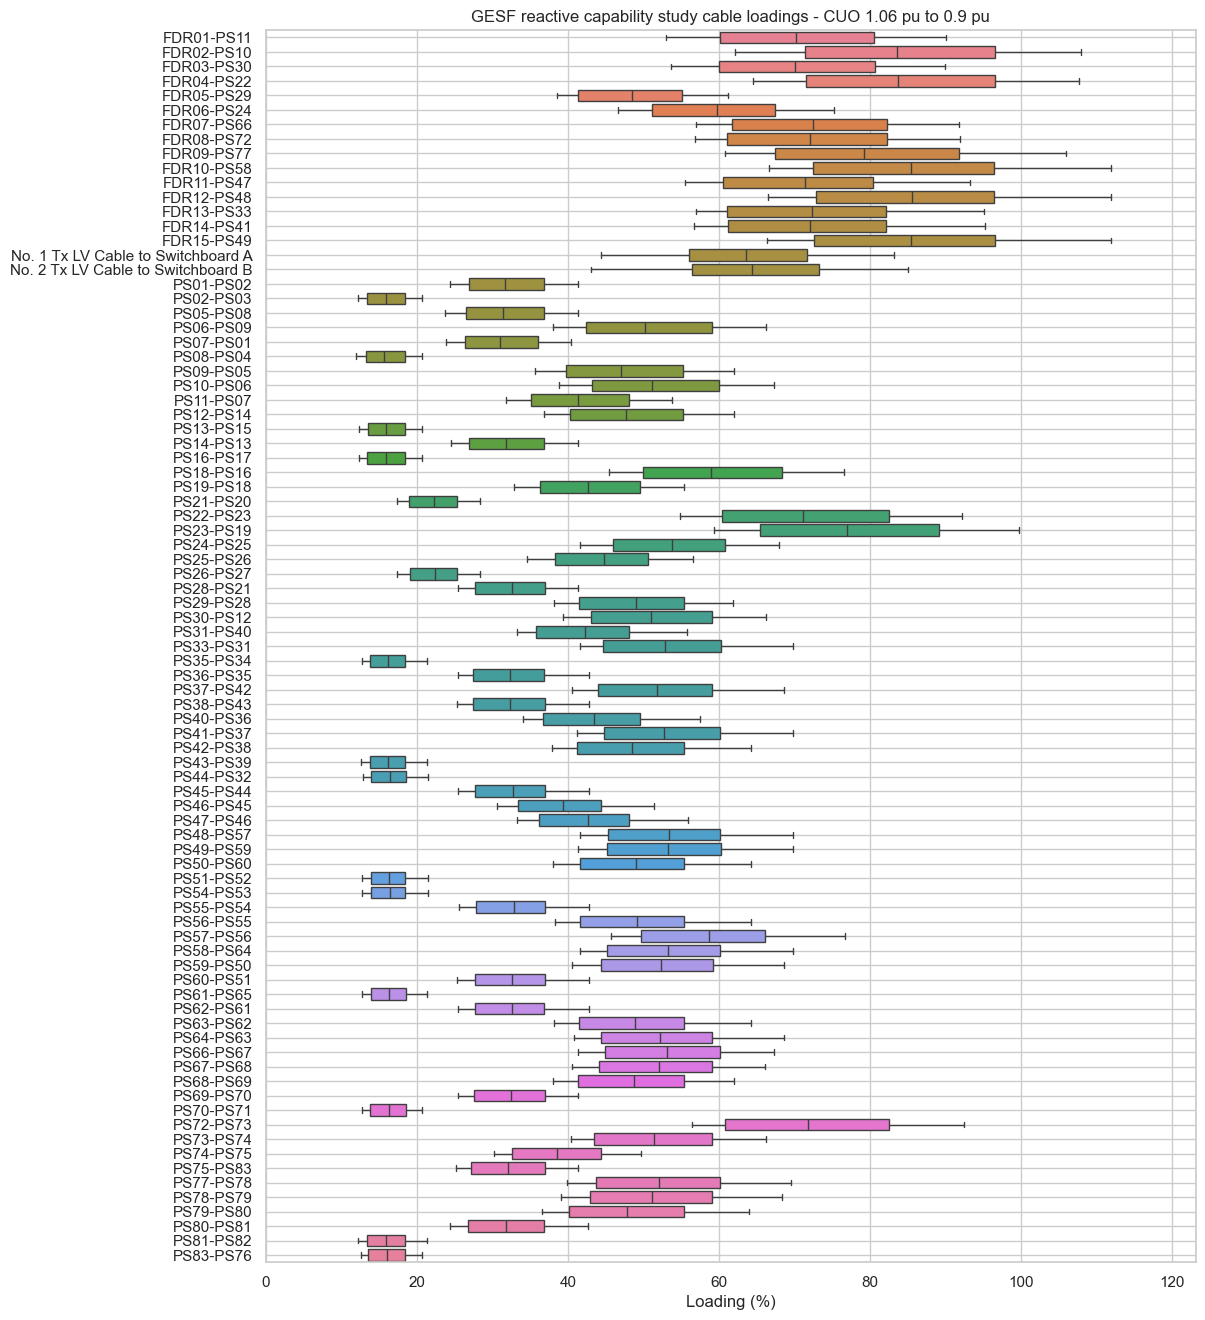 GESF reactive capability study cable loadings - CUO 1.06 pu to 0.9 pu
FDR01-PS11
FDR02-PS10
FDR03-PS30
FDR04-PS22
FDR05-PS29
FDR06-PS24
FDR07-PS66
FDR08-PS72
FDR09-PS77
FDR10-PS58
FDR11-PS47
FDR12-PS48
FDR13-PS33
FDR14-PS41
FDR15-PS49
No. 1 Tx LV Cable to Switchboard A
No. 2 Tx LV Cable to Switchboard B
PS01-PS02
PS02-PS03
PS05-PS08
PS06-PS09
PS07-PS01
PS08-PS04
PS09-PS05
PS10-PS06
PS11-PS07
PS12-PS14
PS13-PS15
PS14-PS13
PS16-PS17
PS18-PS16
PS19-PS18
PS21-PS20
PS22-PS23
PS23-PS19
PS24-PS25
PS25-PS26
PS26-PS27
PS28-PS21
PS29-PS28
PS30-PS12
PS31-PS40
PS33-PS31
PS35-PS34
PS36-PS35
PS37-PS42
PS38-PS43
PS40-PS36
PS41-PS37
PS42-PS38
PS43-PS39
PS44-PS32
PS45-PS44
PS46-PS45
PS47-PS46
PS48-PS57
PS49-PS59
PS50-PS60
PS51-PS52
PS54-PS53
PS55-PS54
PS56-PS55
PS57-PS56
PS58-PS64
PS59-PS50
PS60-PS51
PS61-PS65
PS62-PS61
PS63-PS62
PS64-PS63
PS66-PS67
PS67-PS68
PS68-PS69
PS69-PS70
PS70-PS71
PS72-PS73
PS73-PS74
PS74-PS75
PS75-PS83
PS77-PS78
PS78-PS79
PS79-PS80
PS80-PS81
PS81-PS82
PS83-PS76
0 20 40 60 80 100 120
Loading (%)